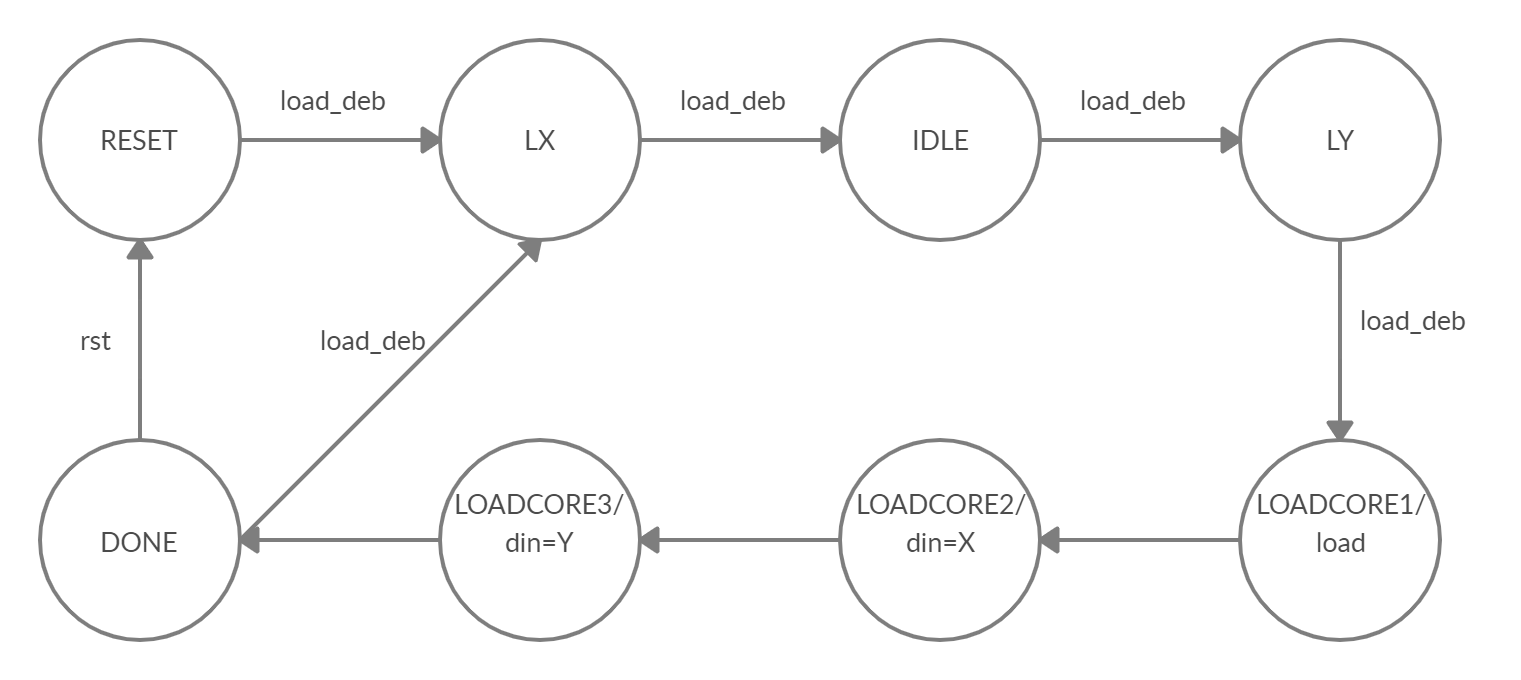 load_deb
load_deb
load_deb
RESET
LX
IDLE
LY
rst
load_deb
load_deb
DONE
LOADCORE3/
din=Y
LOADCORE2/
din=X
LOADCORE1/
load